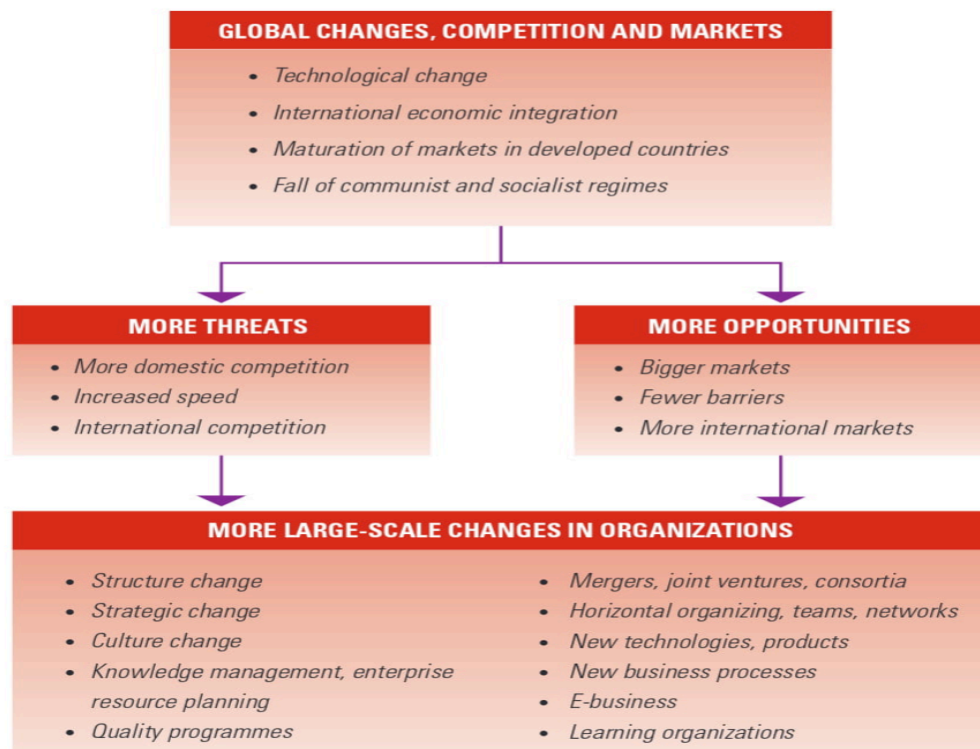 GLOBAL CHANGES, COMPETITION AND MARKETS
• Technological change
• International economic integration
• Maturation of markets in developed countries
• Fall of communist and socialist regimes
MORE THREATS
• More domestic competition
• Increased speed
• International competition
MORE OPPORTUNITIES
• Bigger markets
• Fewer barriers
• More international markets
MORE LARGE-SCALE CHANGES IN ORGANIZATIONS
• Structure change
• Strategic change
• Culture change
• Knowledge management, enterprise
resource planning
• Quality programmes
• Mergers, joint ventures, consortia
• Horizontal organizing, teams, networks
• New technologies, products
• New business processes
• E-business
• Learning organizations